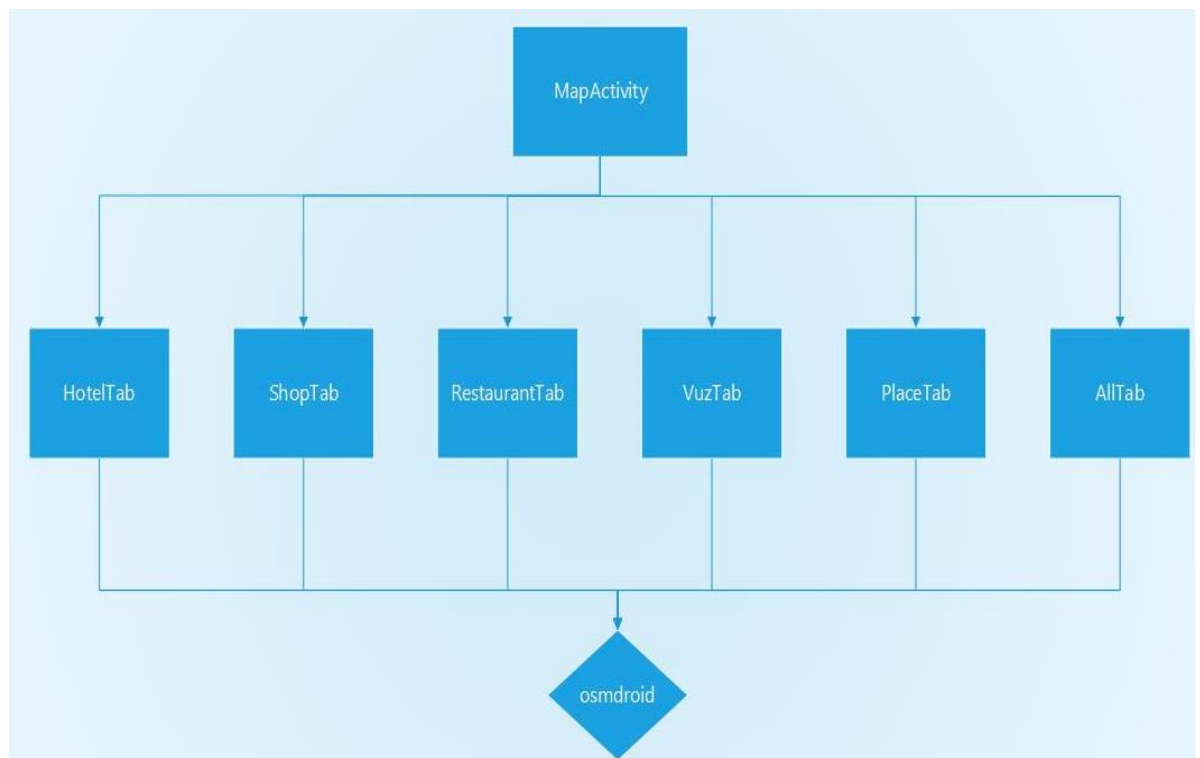 MapActivity
HotelTab
ShopTab
RestaurantTab
VuzTab
PlaceTab
AllTab
osmdroid